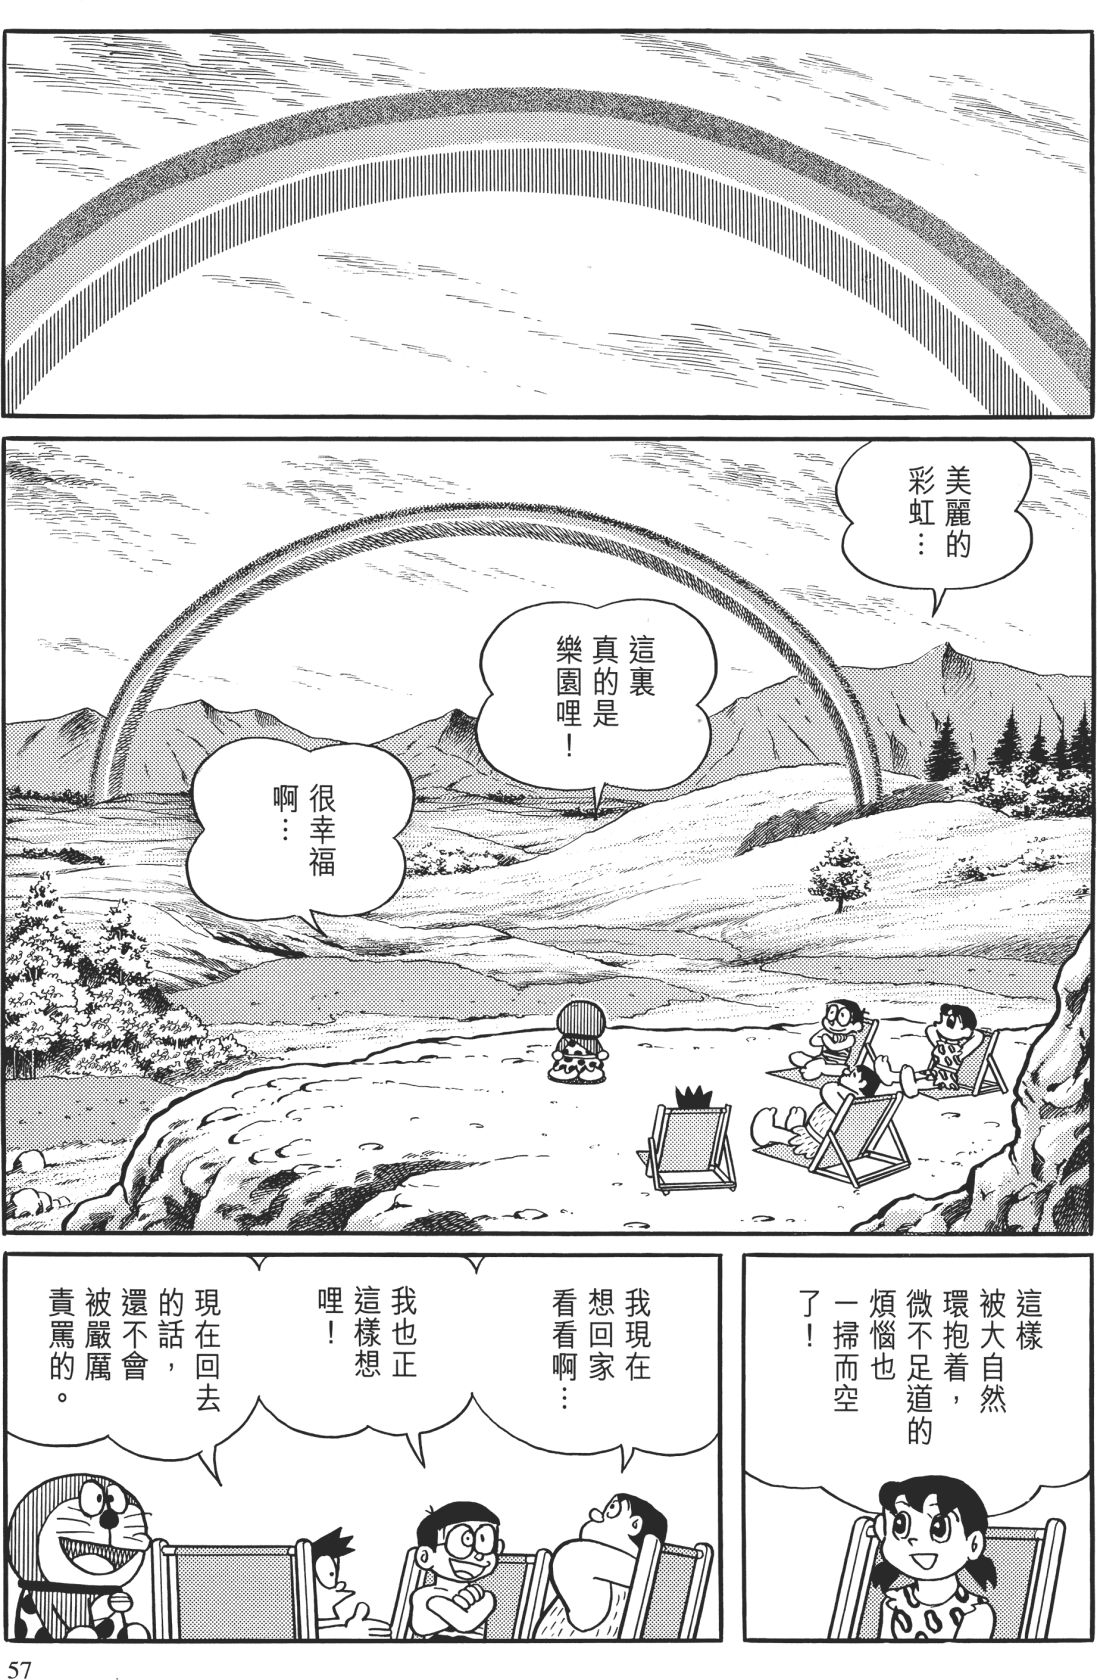 美麗的
彩虹…
這裏
真的是
樂園哩！
很幸福
啊…
這樣
被大自然
環抱着，
微不足道的
煩惱也
一掃而空
了！
我現在
想回家
看看啊…
我也正
這樣想
哩！
現在回去
的話，
還不會
被嚴厲
責罵的。
57